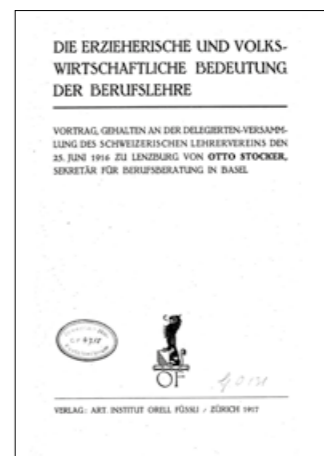 DIE ERZIEHERISCHE UND VOLKS-
WIRTSCHAFTLICHE BEDEUTUNG
DER BERUFSLEHRE
VORTRAG, GEHALTEN AN DER DELEGIERTEN-VERSAMM-
LUNG DES SCHWEIZERISCHEN LEHRERVEREINS DEN
25. JUNI 1916 ZU LENZBURG VON OTTO STOCKER,
SEKRETÄR FÜR BERUFSBERATUNG IN BASEL
OF
VERLAG: ART. INSTITUT ORELL FÜSSLI / ZÜRICH 1917